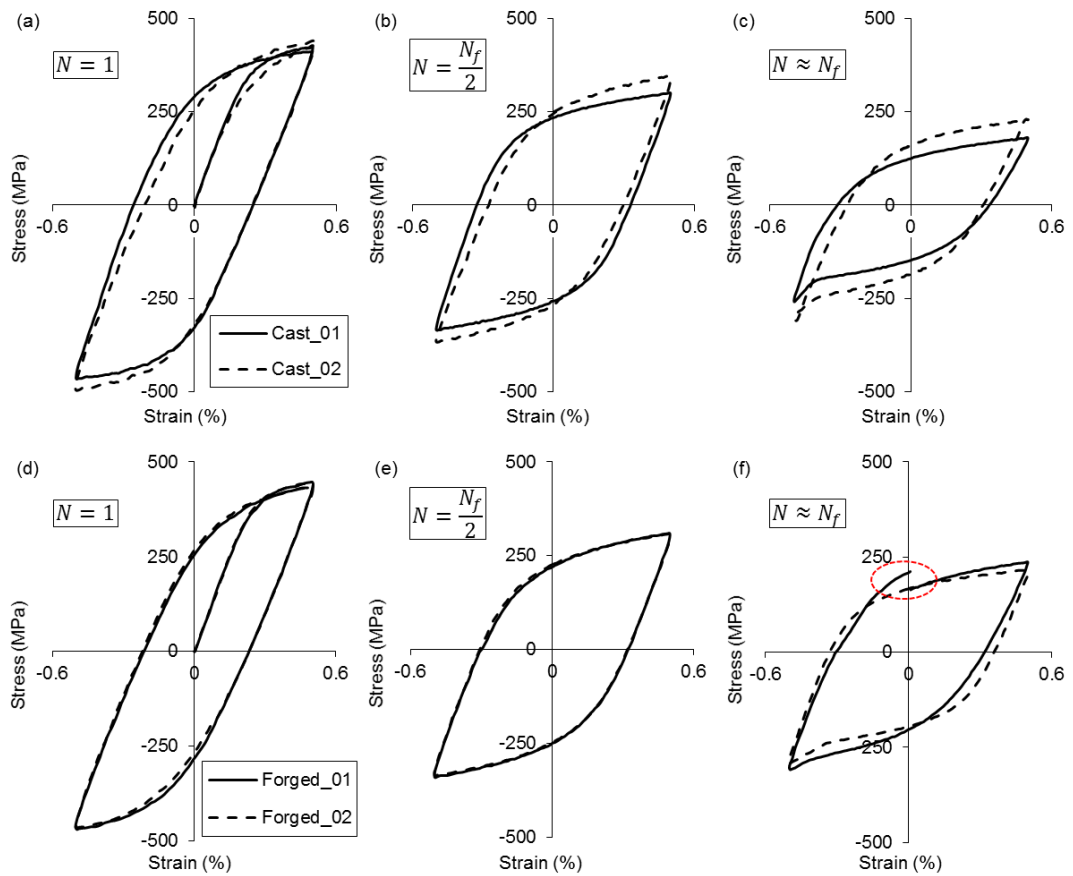 (a)
500
N = 1
250
0
-0.6
0
0.6
-250
Cast_01
Cast_02
-500
Stress (MPa)
Strain (%)
(b)
500
N = N_f/2
250
0
-0.6
0
0.6
-250
-500
Stress (MPa)
Strain (%)
(c)
500
N ≈ N_f
250
0
-0.6
0
0.6
-250
-500
Stress (MPa)
Strain (%)
(d)
500
N = 1
250
0
-0.6
0
0.6
-250
Forged_01
Forged_02
-500
Stress (MPa)
Strain (%)
(e)
500
N = N_f/2
250
0
-0.6
0
0.6
-250
-500
Stress (MPa)
Strain (%)
(f)
500
N ≈ N_f
250
0
-0.6
0
0.6
-250
-500
Stress (MPa)
Strain (%)